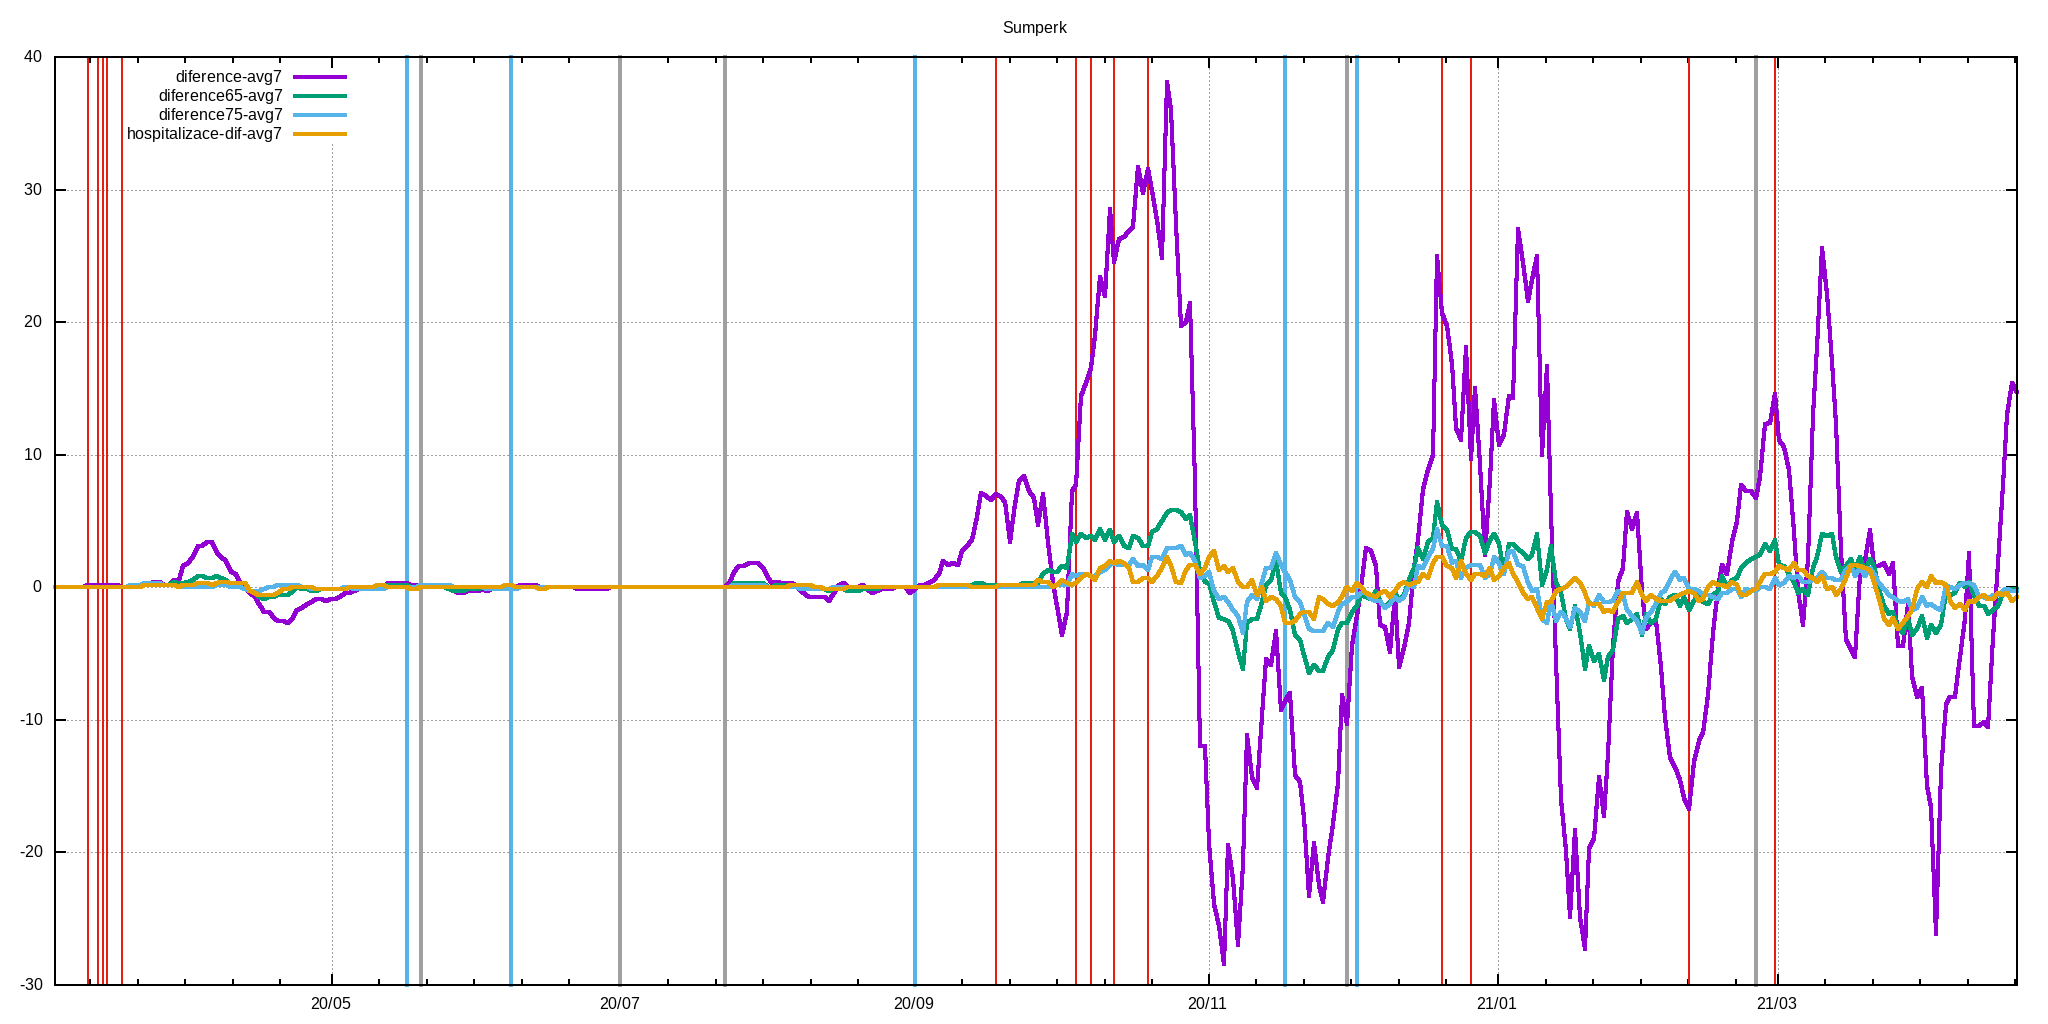 Sumperk
diference-avg7
diference65-avg7
diference75-avg7
hospitalizace-dif-avg7
40
30
20
10
0
-10
-20
-30
20/05
20/07
20/09
20/11
21/01
21/03